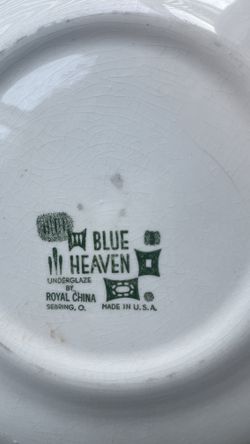 BLUE
HEAVEN
UNDERGLAZE
BY
ROYAL CHINA
SEBRING, O. MADE IN U.S.A.